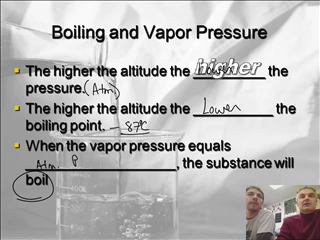 Boiling and Vapor Pressure
The higher the altitude the higher the
pressure. (Atm)
The higher the altitude the Lower the
boiling point. – 87°C
When the vapor pressure equals
Atm. P, the substance will
boil